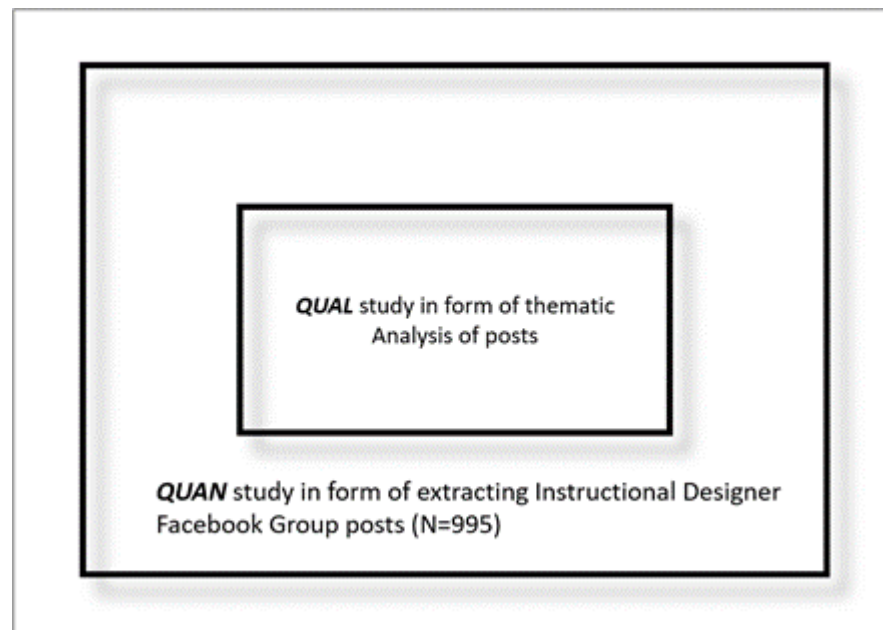 QUAL study in form of thematic
Analysis of posts
QUAN study in form of extracting Instructional Designer
Facebook Group posts (N=995)